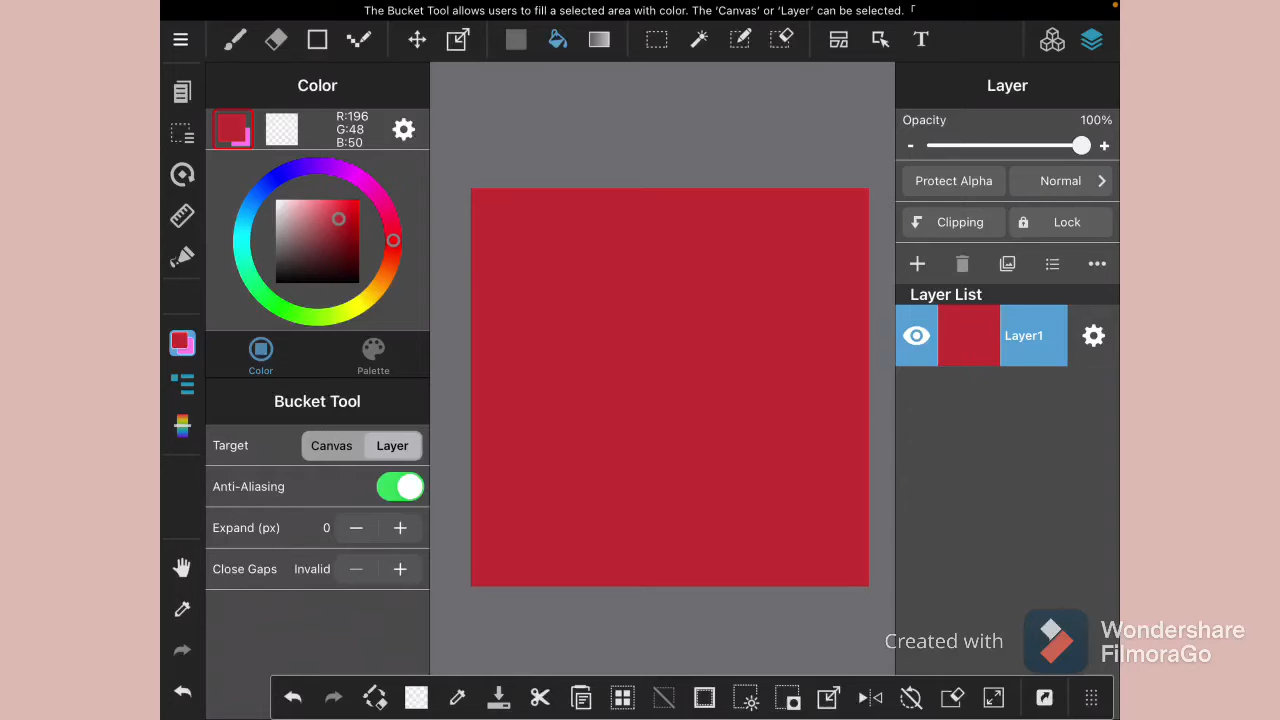 The Bucket Tool allows users to fill a selected area with color. The ‘Canvas’ or ‘Layer’ can be selected. 「
T
Color
R:196
G:48
B:50
Color
Palette
Bucket Tool
Target
Canvas
Layer
Anti-Aliasing
Expand (px)
0
Close Gaps
Invalid
Layer
Opacity
100%
Protect Alpha
Normal
Clipping
Lock
Layer List
Layer1
Created with
Wondershare
FilmoraGo